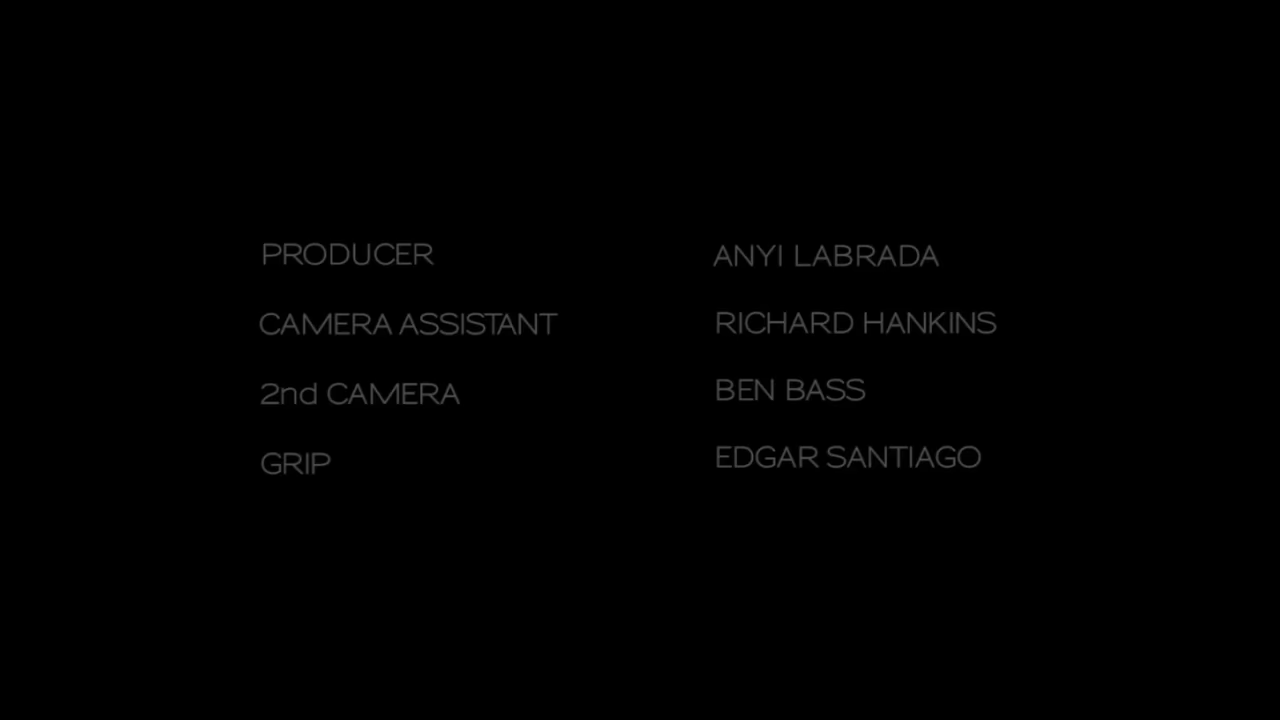 PRODUCER ANYI LABRADA
CAMERA ASSISTANT RICHARD HANKINS
2nd CAMERA BEN BASS
GRIP EDGAR SANTIAGO